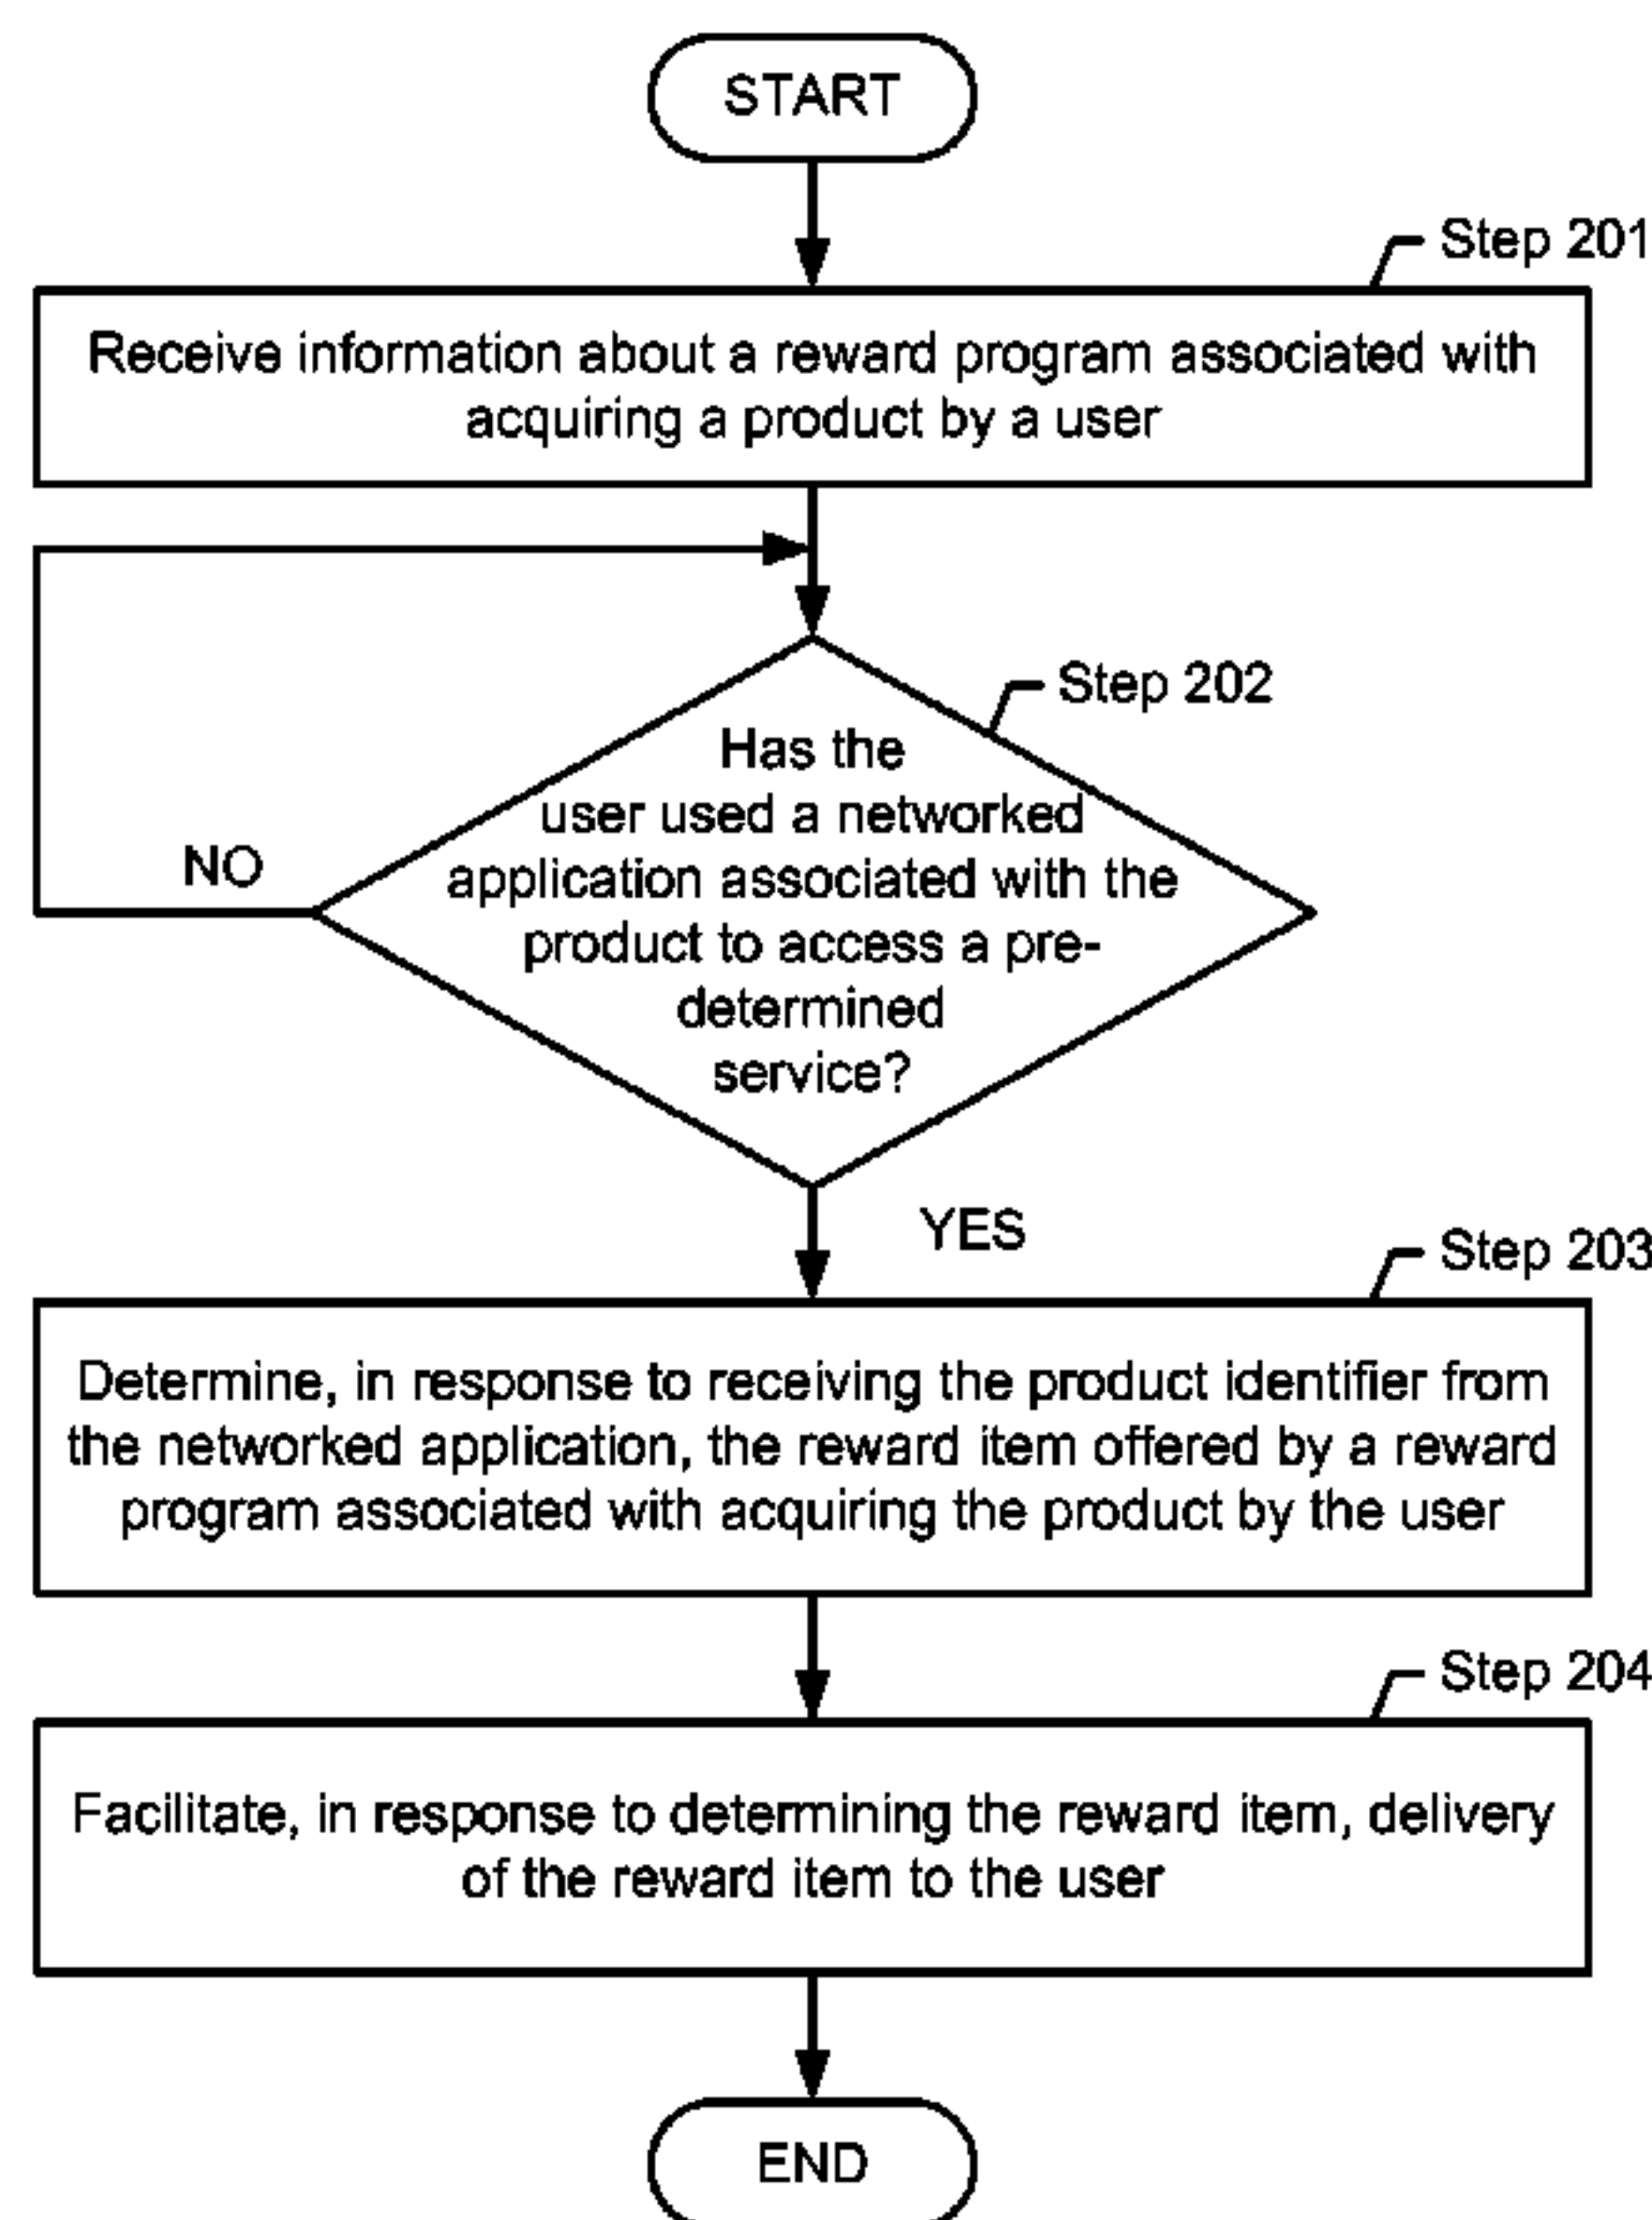 START
Step 201
Receive information about a reward program associated with
acquiring a product by a user
Step 202
Has the
user used a networked
application associated with the
product to access a pre-
determined
service?
NO
YES
Step 203
Determine, in response to receiving the product identifier from
the networked application, the reward item offered by a reward
program associated with acquiring the product by the user
Step 204
Facilitate, in response to determining the reward item, delivery
of the reward item to the user
END